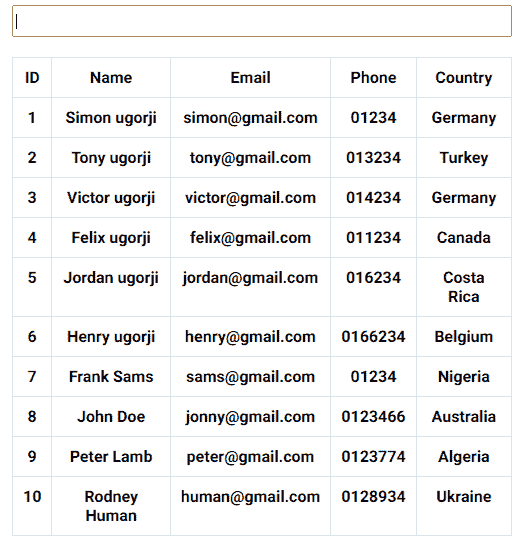 ID Name Email Phone Country
1 Simon ugorji simon@gmail.com 01234 Germany
2 Tony ugorji tony@gmail.com 013234 Turkey
3 Victor ugorji victor@gmail.com 014234 Germany
4 Felix ugorji felix@gmail.com 011234 Canada
5 Jordan ugorji jordan@gmail.com 016234 Costa
Rica
6 Henry ugorji henry@gmail.com 0166234 Belgium
7 Frank Sams sams@gmail.com 01234 Nigeria
8 John Doe jonny@gmail.com 0123466 Australia
9 Peter Lamb peter@gmail.com 0123774 Algeria
10 Rodney human@gmail.com 0128934 Ukraine
Human